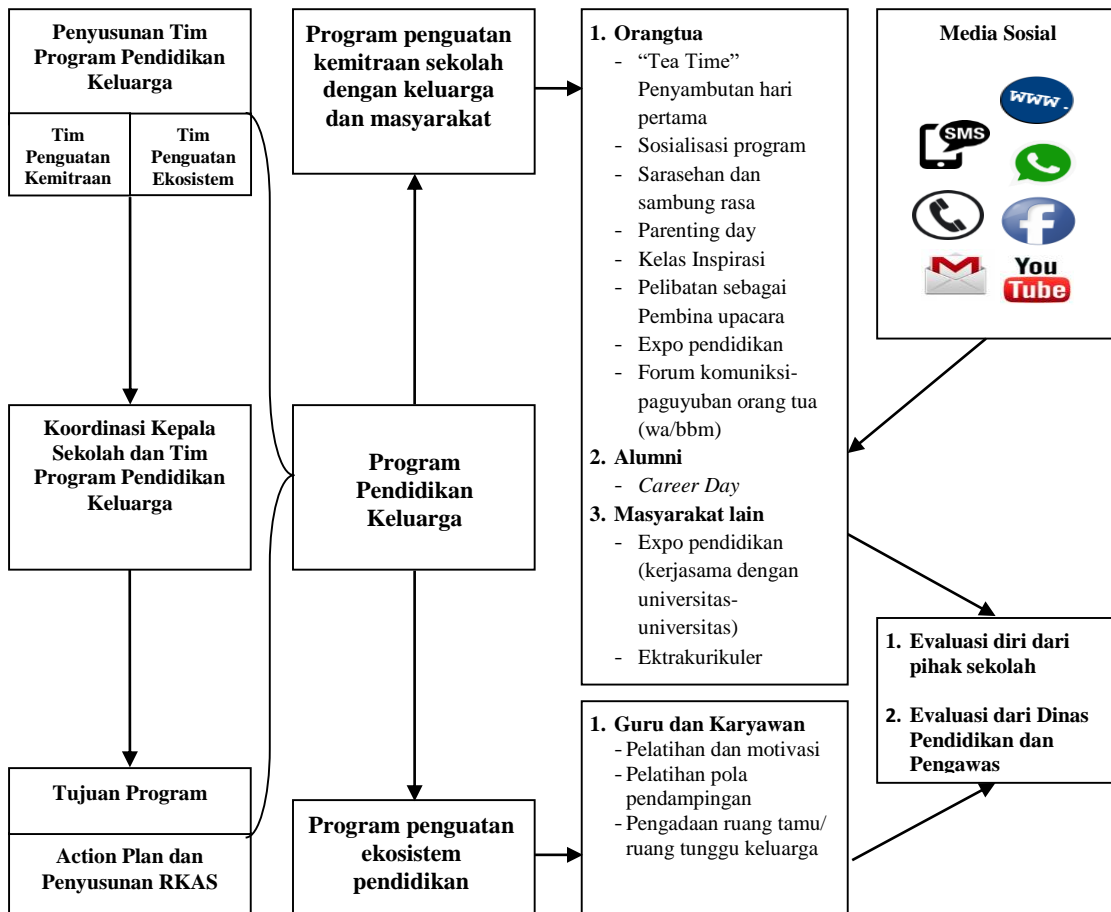 Penyusunan Tim
Program Pendidikan
Keluarga
Tim
Penguatan
Kemitraan
Tim
Penguatan
Ekosistem
Koordinasi Kepala
Sekolah dan Tim
Program Pendidikan
Keluarga
Tujuan Program
Action Plan dan
Penyusunan RKAS
Program penguatan
kemitraan sekolah
dengan keluarga
dan masyarakat
Program
Pendidikan
Keluarga
Program penguatan
ekosistem
pendidikan
1. Orangtua
- “Tea Time”
Penyambutan hari
pertama
- Sosialisasi program
- Sarasehan dan
sambung rasa
- Parenting day
- Kelas Inspirasi
- Pelibatan sebagai
Pembina upacara
- Expo pendidikan
- Forum komuniksi-
paguyuban orang tua
(wa/bbm)
2. Alumni
- Career Day
3. Masyarakat lain
- Expo pendidikan
(kerjasama dengan
universitas-
universitas)
- Ektrakurikuler
1. Guru dan Karyawan
- Pelatihan dan motivasi
- Pelatihan pola
pendampingan
- Pengadaan ruang tamu/
ruang tunggu keluarga
Media Sosial
www.
SMS
f
You
Tube
1. Evaluasi diri dari
pihak sekolah
2. Evaluasi dari Dinas
Pendidikan dan
Pengawas